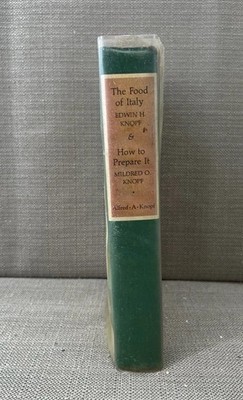 The Food
of Italy
EDWIN H.
KNOPF
&
How to
Prepare It
MILDRED O.
KNOPF
Alfred · A · Knopf